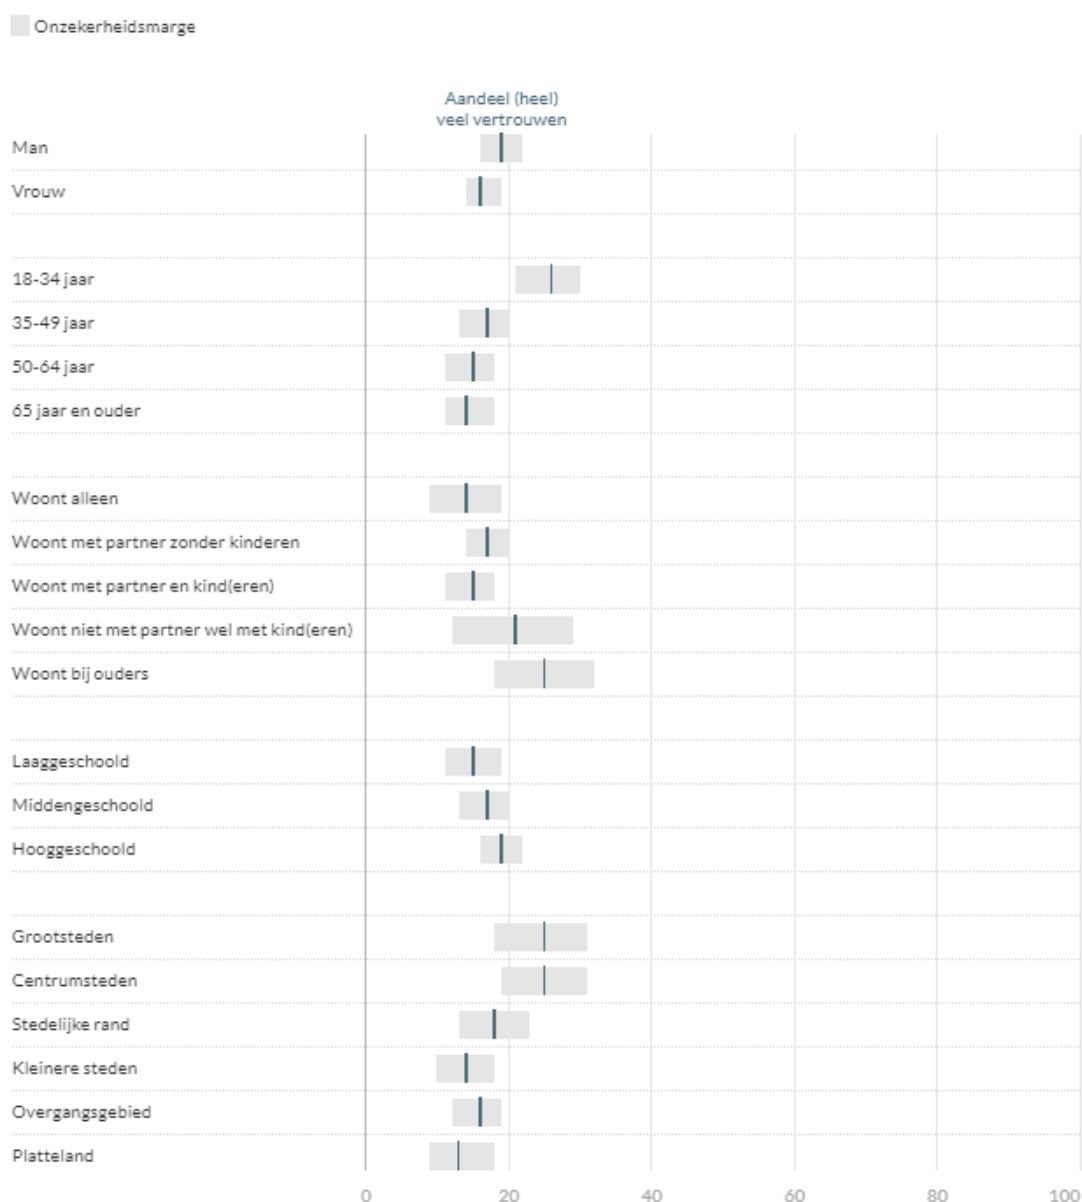 Onzekerheidsmarge
Aandeel (heel)
veel vertrouwen
Man
Vrouw
18-34 jaar
35-49 jaar
50-64 jaar
65 jaar en ouder
Woont alleen
Woont met partner zonder kinderen
Woont met partner en kind(eren)
Woont niet met partner wel met kind(eren)
Woont bij ouders
Laaggeschoold
Middengeschoold
Hooggeschoold
Grootsteden
Centrumsteden
Stedelijke rand
Kleinere steden
Overgangsgebied
Platteland
0 20 40 60 80 100